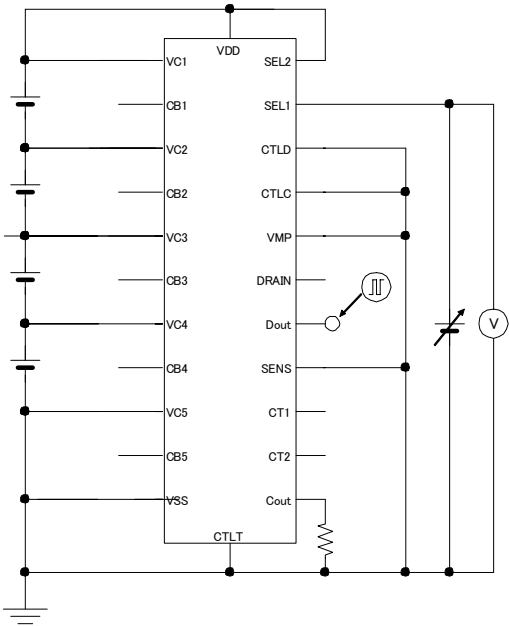 VDD
VC1
SEL2
CB1
SEL1
VC2
CTLD
CB2
CTLC
VC3
VMP
CB3
DRAIN
VC4
Dout
V
CB4
SENS
VC5
CT1
CB5
CT2
VSS
Cout
CTLT